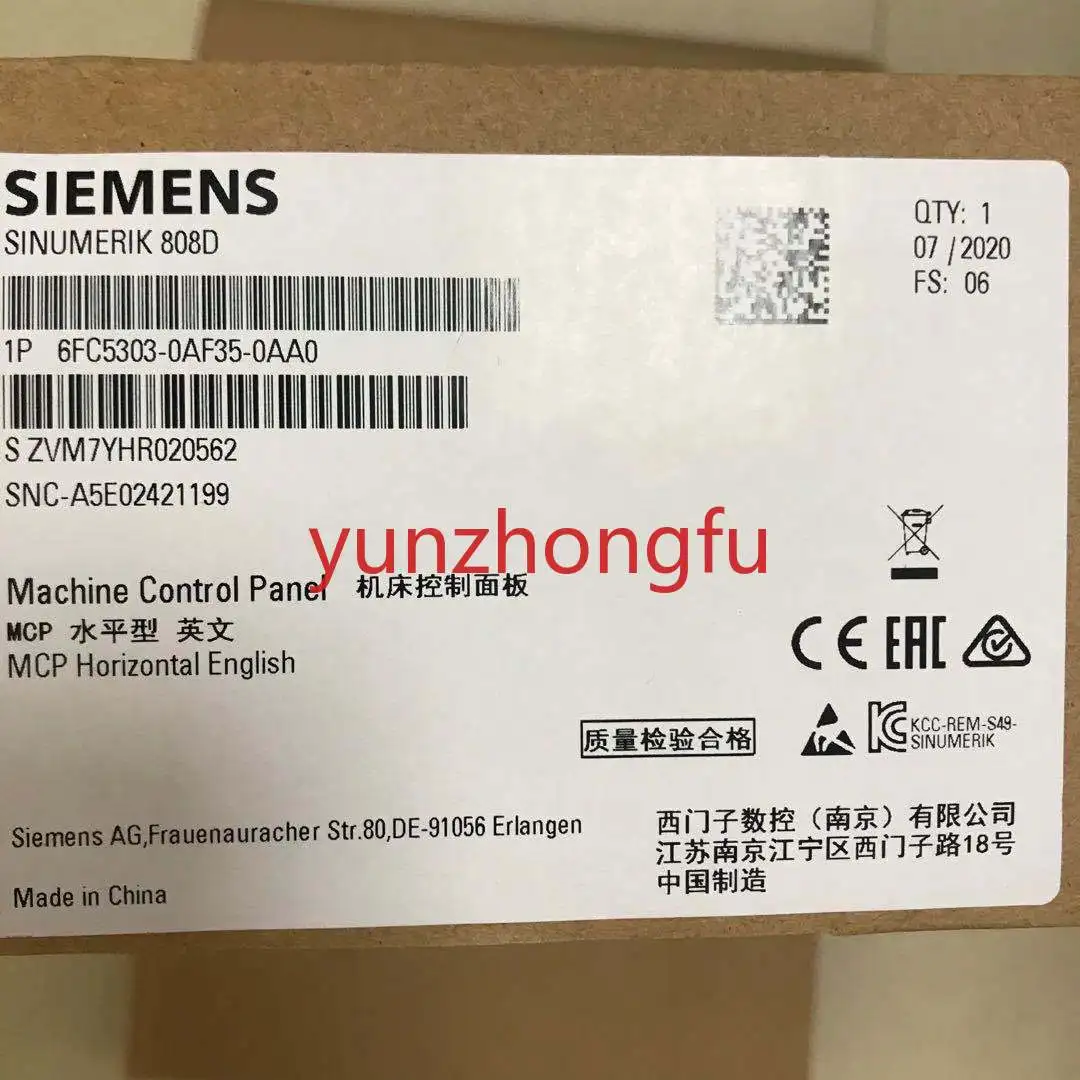 SIEMENS
SINUMERIK 808D
QTY: 1
07 / 2020
FS: 06
1P 6FC5303-0AF35-0AA0
S ZVM7YHR020562
SNC-A5E02421199
yunzhongfu
Machine Control Panel 机床控制面板
MCP 水平型 英文
MCP Horizontal English
CE EAC
质量检验合格
KCC-REM-S49-
SINUMERIK
Siemens AG,Frauenauracher Str.80,DE-91056 Erlangen
Made in China
西门子数控（南京）有限公司
江苏南京江宁区西门子路18号
中国制造